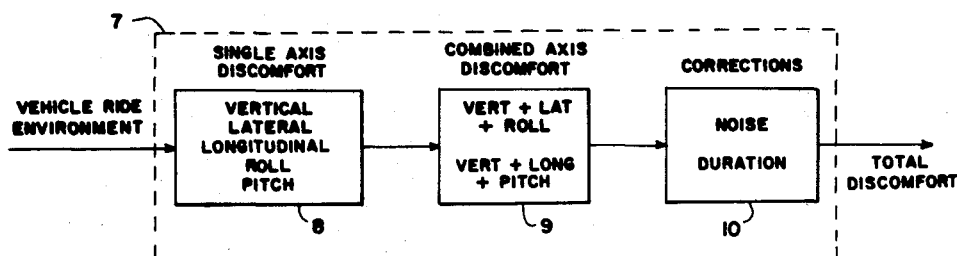 7
SINGLE AXIS
DISCOMFORT
COMBINED AXIS
DISCOMFORT
CORRECTIONS
VEHICLE RIDE
ENVIRONMENT
VERTICAL
LATERAL
LONGITUDINAL
ROLL
PITCH
VERT + LAT
+ ROLL
VERT + LONG
+ PITCH
NOISE
DURATION
TOTAL
DISCOMFORT
8
9
10